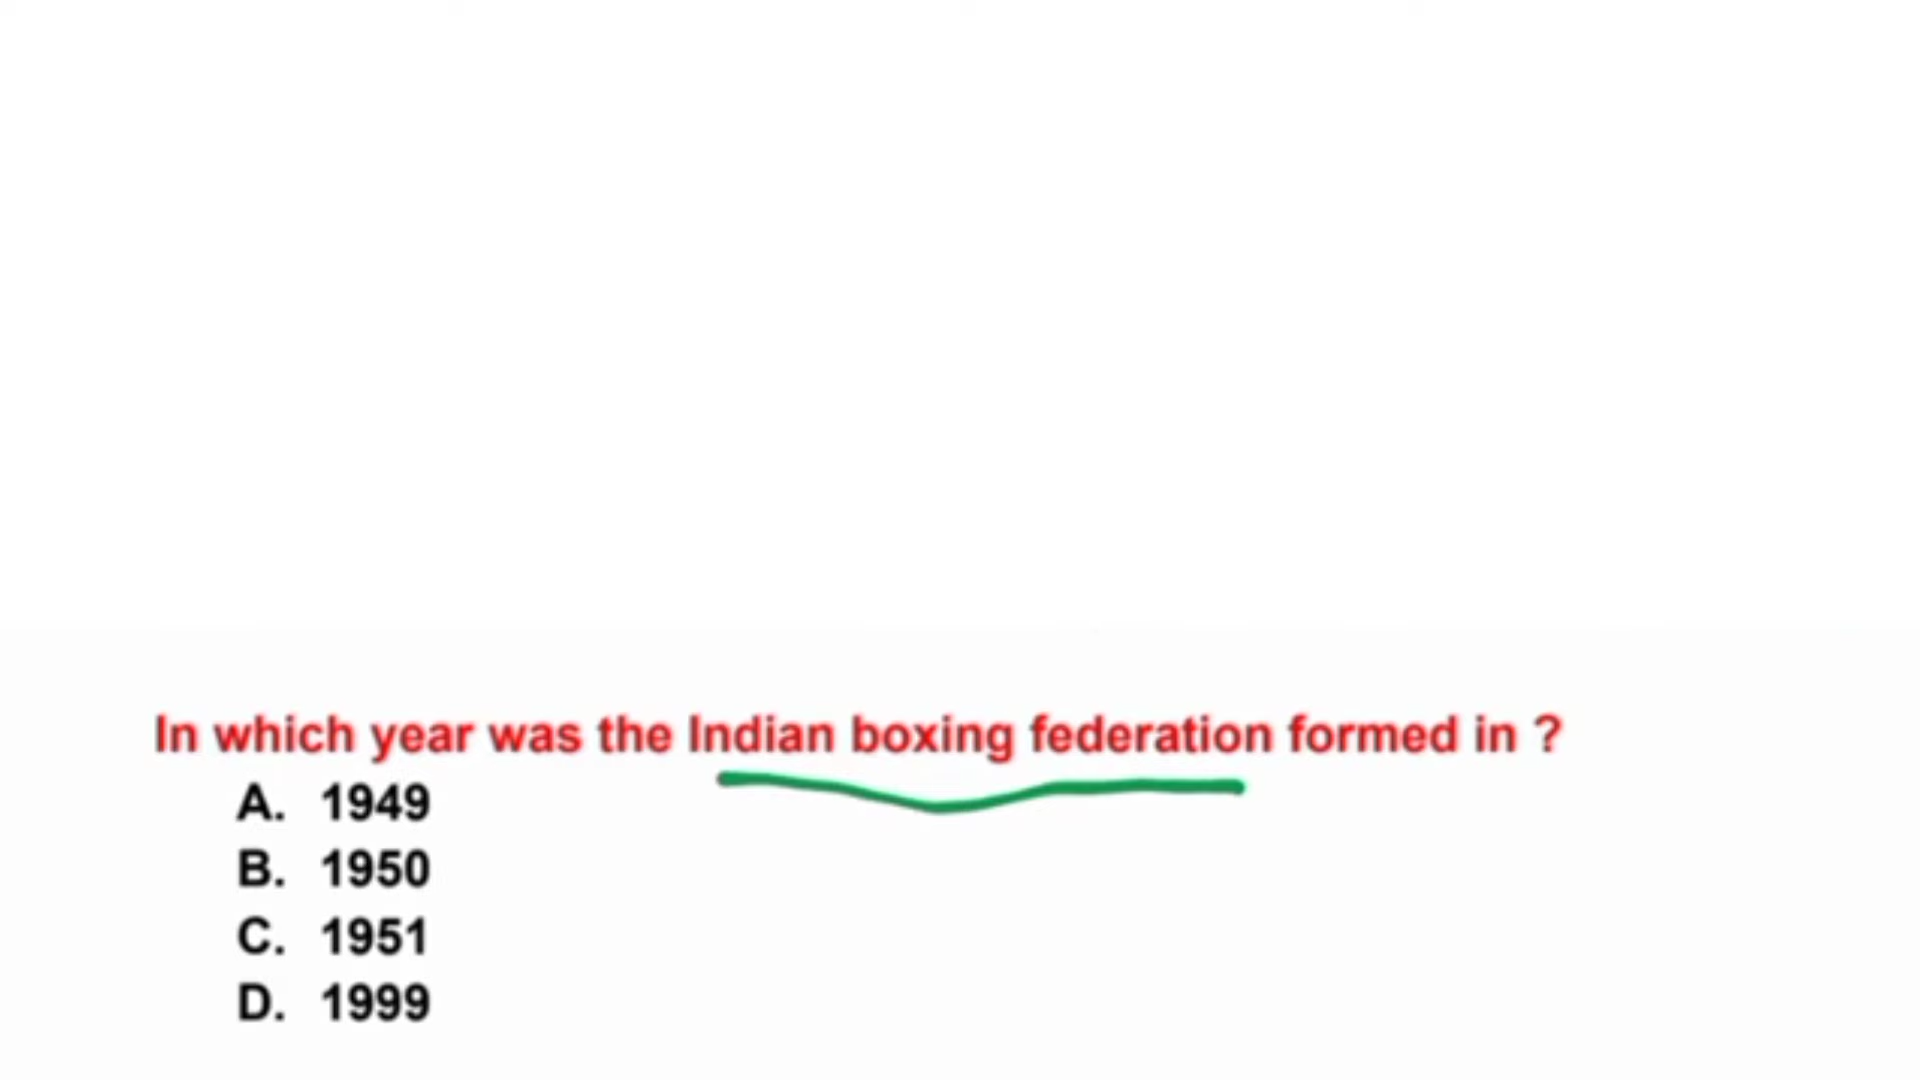 In which year was the Indian boxing federation formed in ?
A. 1949
B. 1950
C. 1951
D. 1999